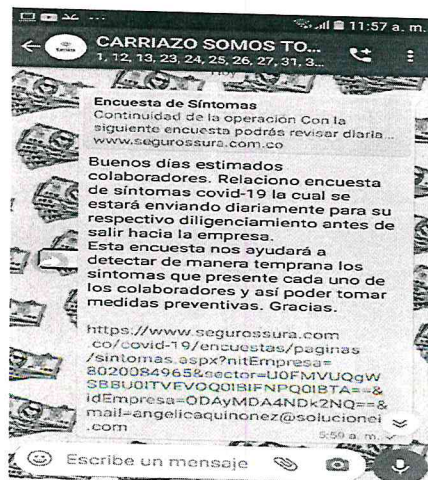 11:57 a. m.
CARRIAZO SOMOS TO...
1, 12, 13, 23, 24, 25, 26, 27, 31, 3...
Hoy
Encuesta de Síntomas
Continuidad de la operación Con la
siguiente encuesta podrás revisar diaria...
www.segurossura.com.co
Buenos días estimados
colaboradores. Relaciono encuesta
de síntomas covid-19 la cual se
estará enviando diariamente para su
respectivo diligenciamiento antes de
salir hacia la empresa.
Esta encuesta nos ayudará a
detectar de manera temprana los
sintomas que presente cada uno de
los colaboradores y así poder tomar
medidas preventivas. Gracias.
https://www.segurossura.com
.co/covid-19/encuestas/paginas
/sintomas.aspx?nitEmpresa=
8020084965&sector=U0FMVUQgW
SBBU0lTVEVOQ0lBIFNPQ0lBTA==&
idEmpresa=ODAyMDA4NDk2NQ==&
mail=angelicaquinonez@solucionei
.com
5:59 a. m.
Escribe un mensaje